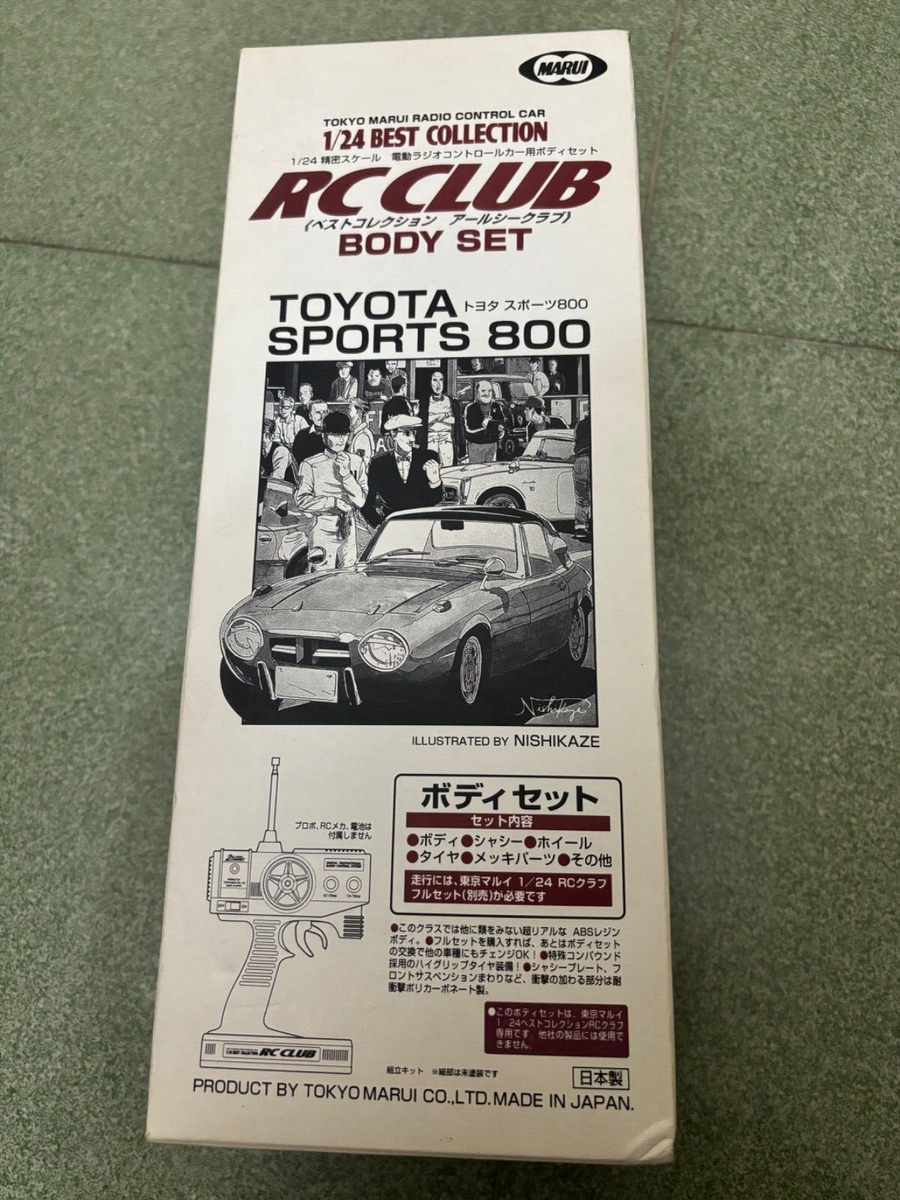 MARUI
TOKYO MARUI RADIO CONTROL CAR
1/24 BEST COLLECTION
1/24 精密スケール 電動ラジオコントロールカー用ボディセット
RC CLUB
《ベストコレクション アールシークラブ》
BODY SET
TOYOTA トヨタ スポーツ800
SPORTS 800
Nishikaze
ILLUSTRATED BY NISHIKAZE
プロポ、RCメカ、電池は
付属しません
ボディセット
セット内容
●ボディ●シャシー●ホイール
●タイヤ●メッキパーツ●その他
走行には、東京マルイ 1/24 RCクラブ
フルセット(別売)が必要です
●このクラスでは他に類をみない超リアルな ABSレジン
ボディ。●フルセットを購入すれば、あとはボディセット
の交換で他の車種にもチェンジOK!●特殊コンパウンド
採用のハイグリップタイヤ装備!●シャシープレート、フ
ロントサスペンションまわりなど、衝撃の加わる部分は耐
衝撃ポリカーボネート製。
●このボディセットは、東京マルイ
1/24ベストコレクションRCクラブ
専用です。他社の製品には使用で
きません。
1/24 BEST COLLECTION RC CLUB
組立キット ※細部は未塗装です
日本製
PRODUCT BY TOKYO MARUI CO.,LTD. MADE IN JAPAN.